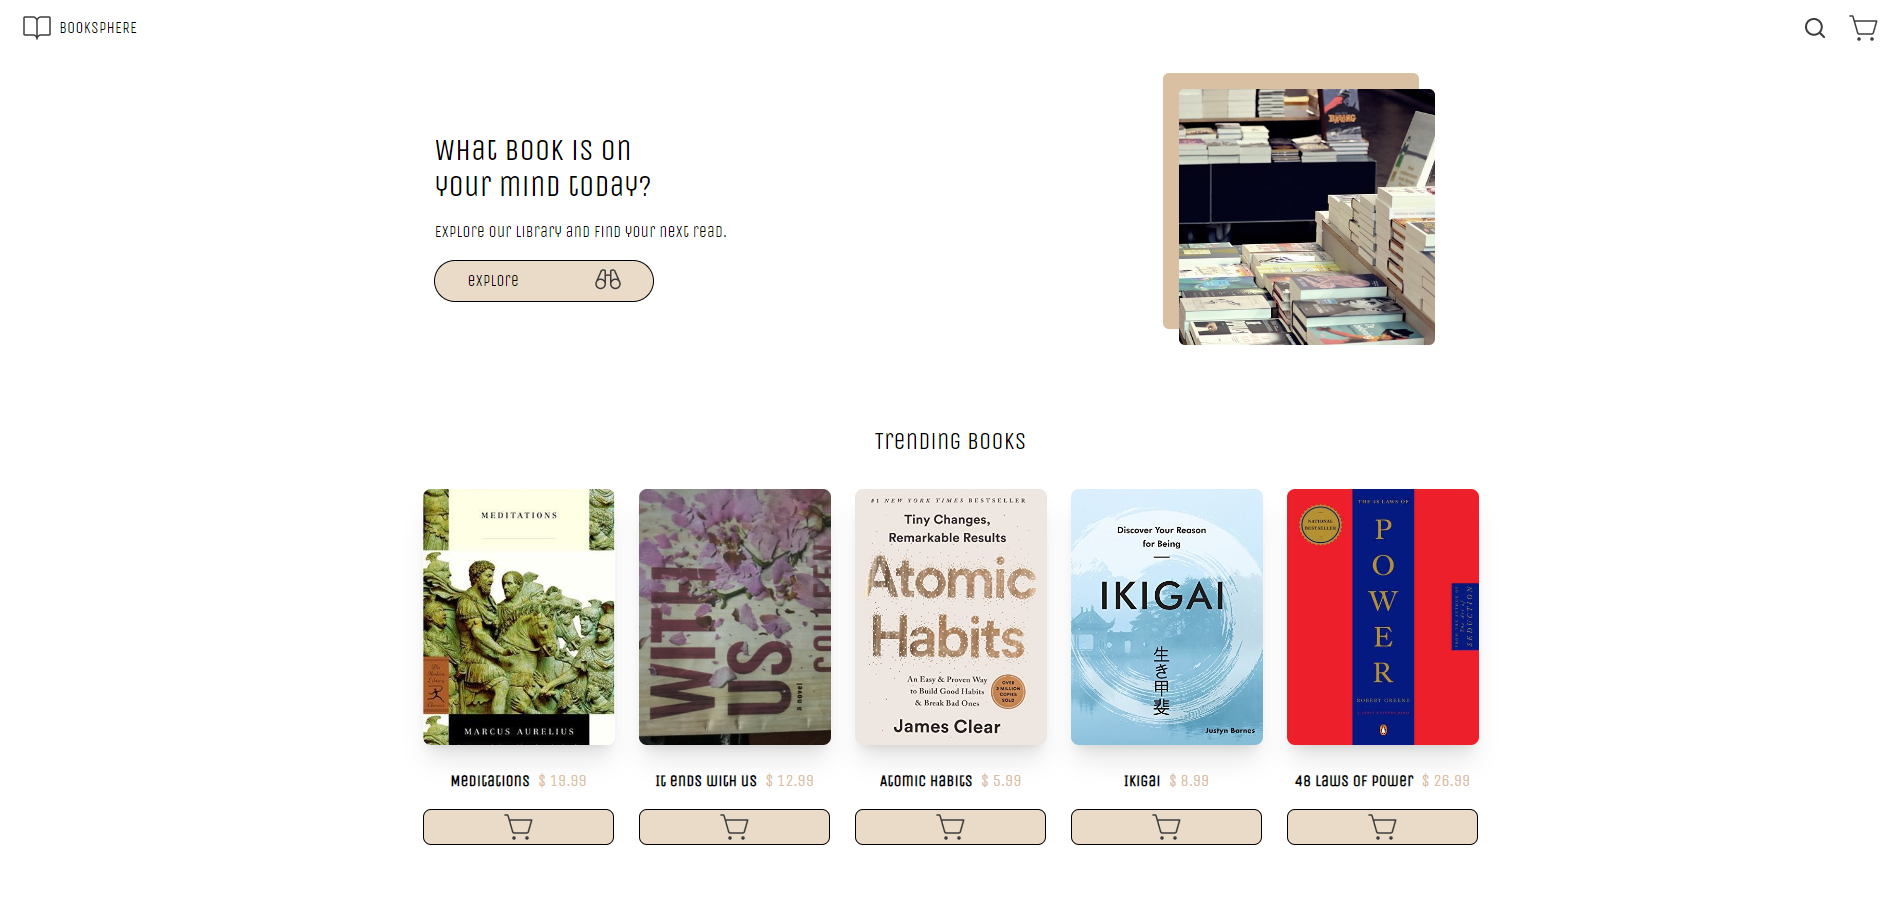 BOOKSPHERE
What book is on
your mind today?
Explore our library and find your next read.
explore
Trending Books
MEDITATIONS
MARCUS AURELIUS
WITH
US
a novel
#1 NEW YORK TIMES BESTSELLER
Tiny Changes,
Remarkable Results
Atomic
Habits
An Easy & Proven Way
to Build Good Habits
& Break Bad Ones
OVER
2 MILLION
COPIES
SOLD
James Clear
Discover Your Reason
for Being
IKIGAI
生き甲斐
Justyn Barnes
THE 48 LAWS OF
POWER
NATIONAL
BESTSELLER
SEDUCTION
ROBERT GREENE
Meditations $ 19.99
It ends with us $ 12.99
Atomic Habits $ 5.99
Ikigai $ 8.99
48 laws of power $ 26.99